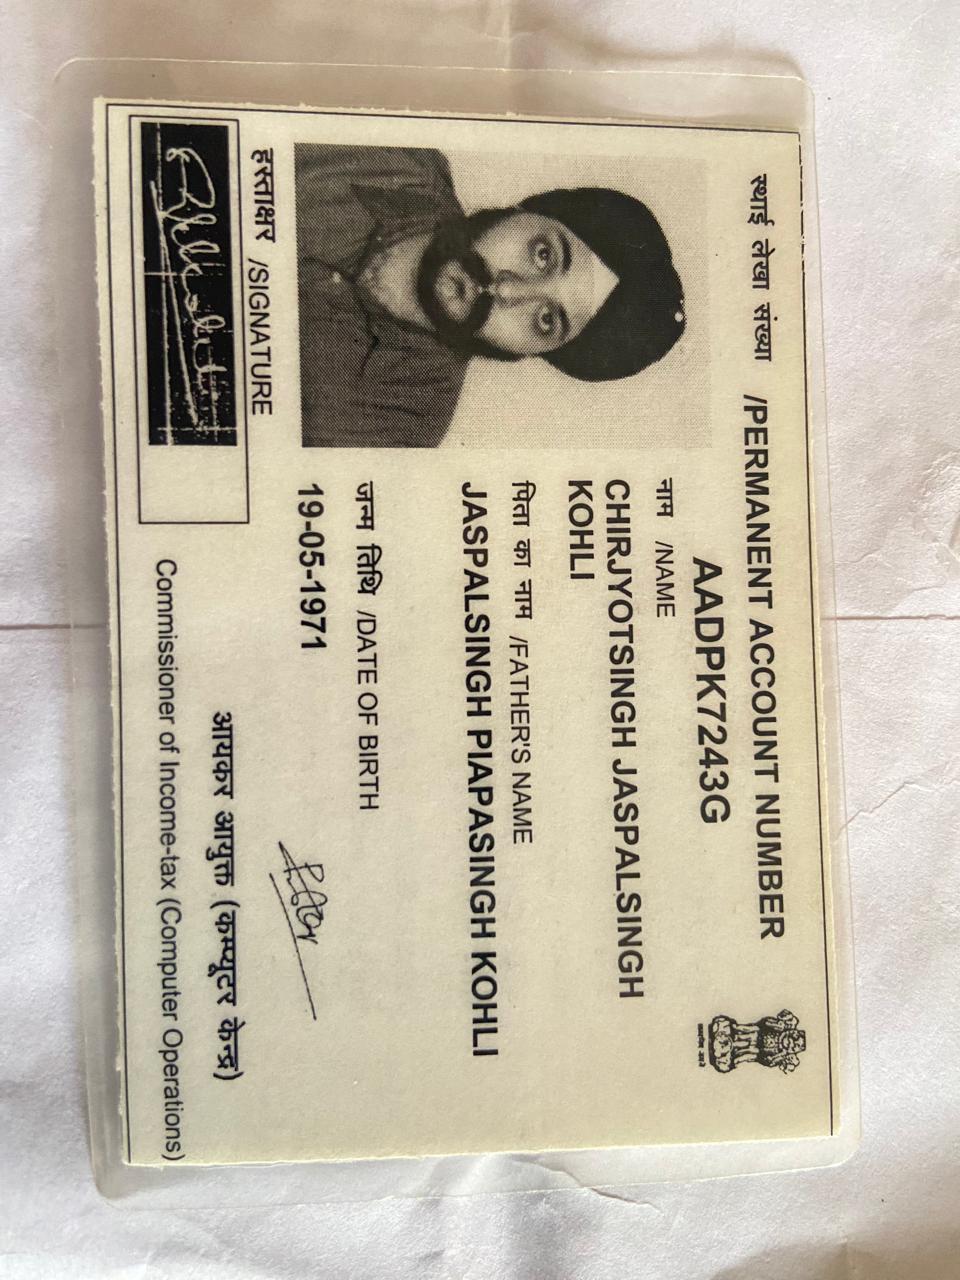 स्थाई लेखा संख्या /PERMANENT ACCOUNT NUMBER
AADPK7243G
नाम /NAME
CHIRJYOTSINGH JASPALSINGH
KOHLI
पिता का नाम /FATHER'S NAME
JASPALSINGH PIAPASINGH KOHLI
जन्म तिथि /DATE OF BIRTH
19-05-1971
हस्ताक्षर /SIGNATURE
आयकर आयुक्त (कम्प्यूटर केन्द्र)
Commissioner of Income-tax (Computer Operations)